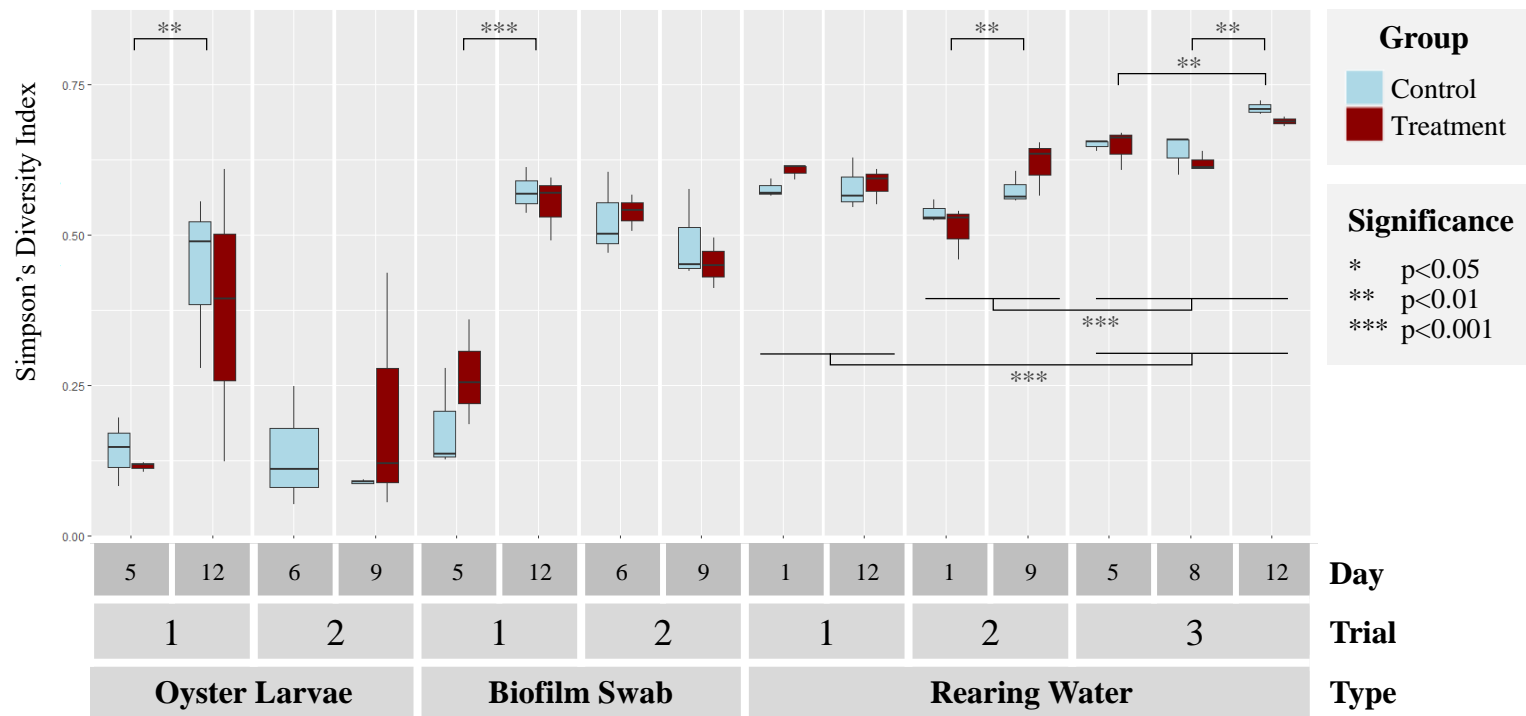 ** *** ** **
**
Simpson's Diversity Index
0.75
0.50
0.25
0.00
***
***
Group
Control
Treatment
Significance
* p<0.05
** p<0.01
*** p<0.001
5 12 6 9 5 12 6 9 1 12 1 9 5 8 12 Day
1 2 1 2 1 2 3 Trial
Oyster Larvae Biofilm Swab Rearing Water Type